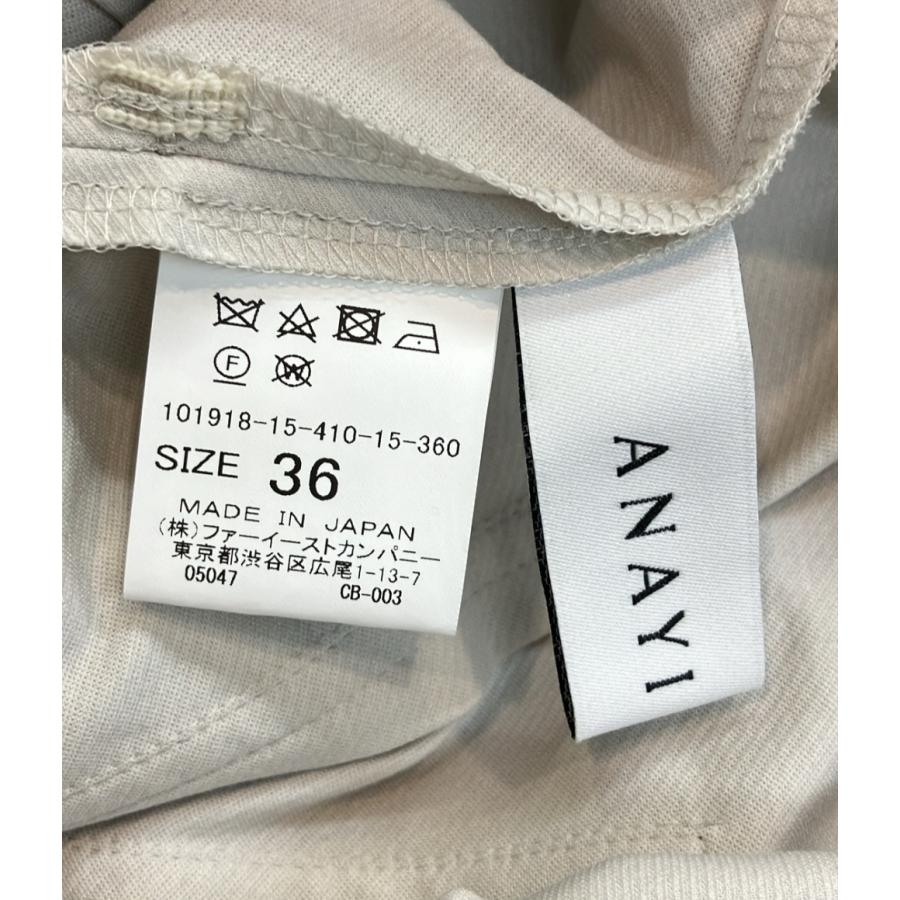 F W
101918-15-410-15-360
SIZE 36
MADE IN JAPAN
(株)ファーイーストカンパニー
東京都渋谷区広尾1-13-7
05047 CB-003
ANAYI